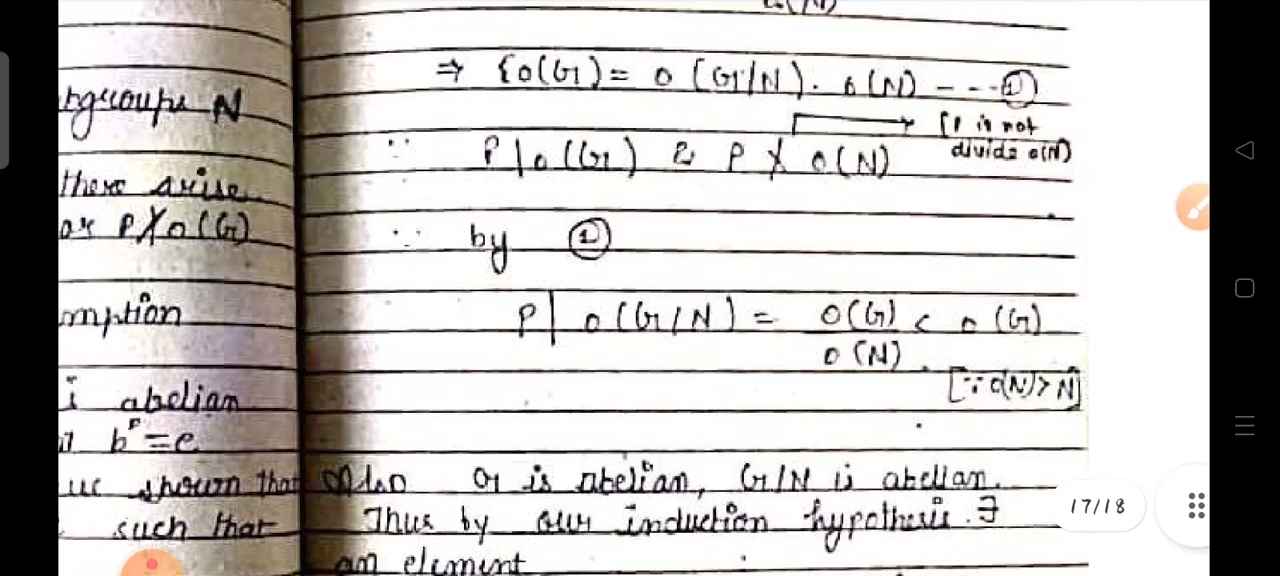 rgroups N
there arise
or P∤O(G)
mption
i abelian
b^p = e
we shown that
such that
⇒ {o(G) = o(G/N). o(N) --- ①
[P is not
divide o(N)
∵ P | o(G) & P ∤ o(N)
∵ by ①
P | o(G/N) = O(G)/O(N) < o(G)
[∵ o(N) > N]
Also G is abelian, G/N is abelian.
Thus by our induction hypothesis. ∃
an element
17/18